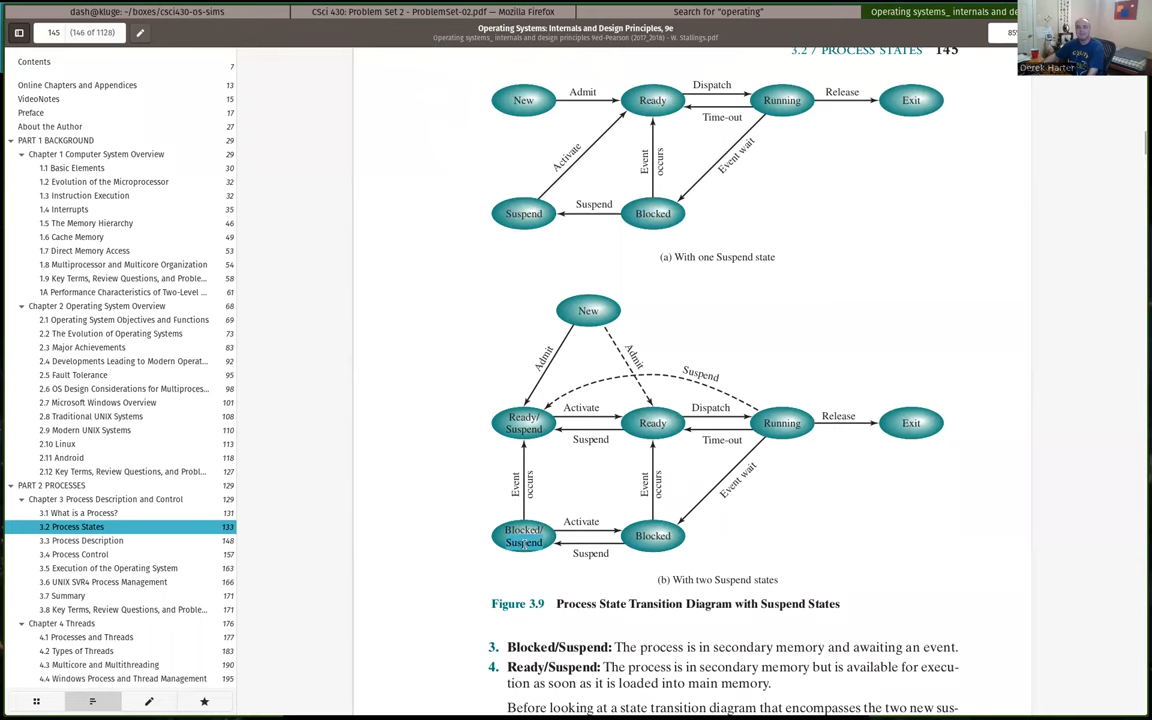 dash@kluge: ~/boxes/csci430-os-sims
CSci 430: Problem Set 2 - ProblemSet-02.pdf — Mozilla Firefox
Search for "operating"
Operating systems_ internals and de
145 (146 of 1128)
Operating Systems: Internals and Design Principles, 9e
Operating systems_ internals and design principles 9ed-Pearson (2017_2018) - W. Stallings.pdf
85
Derek Harter
Contents 7
Online Chapters and Appendices 13
VideoNotes 15
Preface 17
About the Author 27
PART 1 BACKGROUND 29
Chapter 1 Computer System Overview 29
1.1 Basic Elements 30
1.2 Evolution of the Microprocessor 32
1.3 Instruction Execution 32
1.4 Interrupts 35
1.5 The Memory Hierarchy 46
1.6 Cache Memory 49
1.7 Direct Memory Access 53
1.8 Multiprocessor and Multicore Organization 54
1.9 Key Terms, Review Questions, and Proble... 58
1A Performance Characteristics of Two-Level ... 61
Chapter 2 Operating System Overview 68
2.1 Operating System Objectives and Functions 69
2.2 The Evolution of Operating Systems 73
2.3 Major Achievements 83
2.4 Developments Leading to Modern Operat... 92
2.5 Fault Tolerance 95
2.6 OS Design Considerations for Multiproces... 98
2.7 Microsoft Windows Overview 101
2.8 Traditional UNIX Systems 108
2.9 Modern UNIX Systems 110
2.10 Linux 113
2.11 Android 118
2.12 Key Terms, Review Questions, and Probl... 127
PART 2 PROCESSES 129
Chapter 3 Process Description and Control 129
3.1 What is a Process? 131
3.2 Process States 133
3.3 Process Description 148
3.4 Process Control 157
3.5 Execution of the Operating System 163
3.6 UNIX SVR4 Process Management 166
3.7 Summary 171
3.8 Key Terms, Review Questions, and Proble... 171
Chapter 4 Threads 176
4.1 Processes and Threads 177
4.2 Types of Threads 183
4.3 Multicore and Multithreading 190
4.4 Windows Process and Thread Management 195
3.2 / PROCESS STATES 145
New
Admit
Ready
Dispatch
Time-out
Running
Release
Exit
Activate
Event occurs
Event wait
Suspend
Suspend
Blocked
(a) With one Suspend state
New
Admit
Admit
Suspend
Ready/
Suspend
Activate
Suspend
Ready
Dispatch
Time-out
Running
Release
Exit
Event occurs
Event occurs
Event wait
Blocked/
Suspend
Activate
Suspend
Blocked
(b) With two Suspend states
Figure 3.9 Process State Transition Diagram with Suspend States
3. Blocked/Suspend: The process is in secondary memory and awaiting an event.
4. Ready/Suspend: The process is in secondary memory but is available for execu-
tion as soon as it is loaded into main memory.
Before looking at a state transition diagram that encompasses the two new sus-